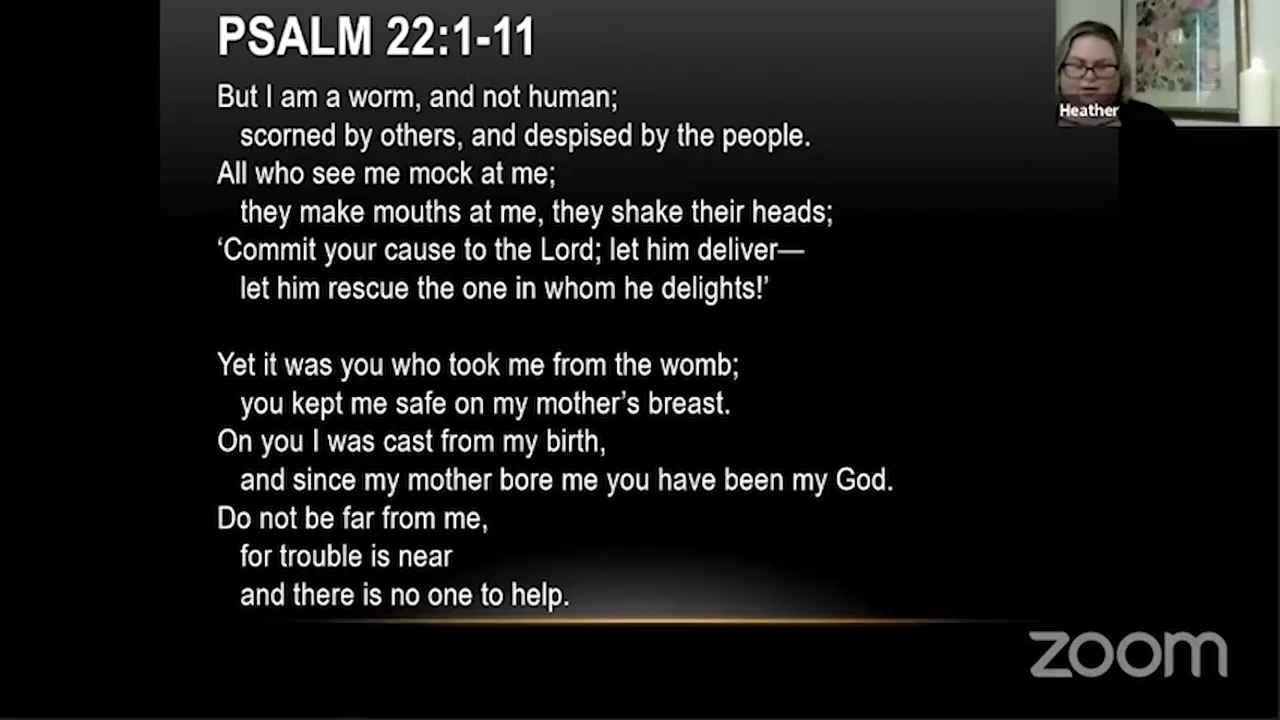 PSALM 22:1-11
But I am a worm, and not human;
scorned by others, and despised by the people.
All who see me mock at me;
they make mouths at me, they shake their heads;
‘Commit your cause to the Lord; let him deliver—
let him rescue the one in whom he delights!’
Yet it was you who took me from the womb;
you kept me safe on my mother’s breast.
On you I was cast from my birth,
and since my mother bore me you have been my God.
Do not be far from me,
for trouble is near
and there is no one to help.
Heather
zoom